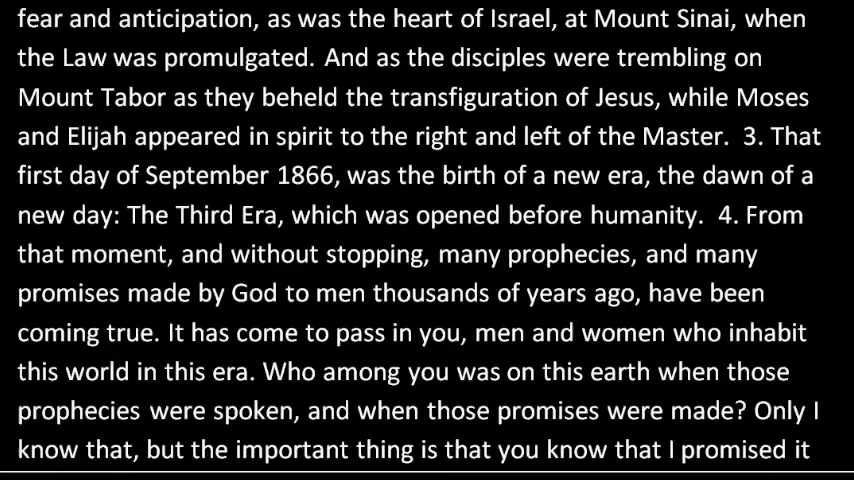 fear and anticipation, as was the heart of Israel, at Mount Sinai, when
the Law was promulgated. And as the disciples were trembling on
Mount Tabor as they beheld the transfiguration of Jesus, while Moses
and Elijah appeared in spirit to the right and left of the Master.  3. That
first day of September 1866, was the birth of a new era, the dawn of a
new day: The Third Era, which was opened before humanity.  4. From
that moment, and without stopping, many prophecies, and many
promises made by God to men thousands of years ago, have been
coming true. It has come to pass in you, men and women who inhabit
this world in this era. Who among you was on this earth when those
prophecies were spoken, and when those promises were made? Only I
know that, but the important thing is that you know that I promised it